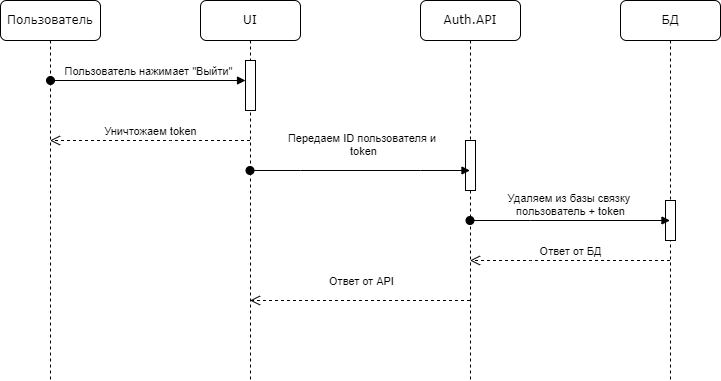 Пользователь
UI
Auth.API
БД
Пользователь нажимает "Выйти"
Уничтожаем token
Передаем ID пользователя и
token
Удаляем из базы связку
пользователь + token
Ответ от БД
Ответ от API